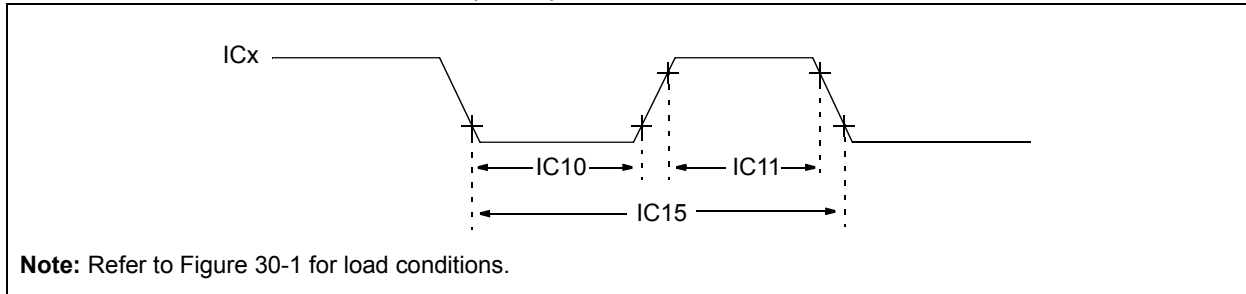 ICx
IC10
IC11
IC15
Note: Refer to Figure 30-1 for load conditions.